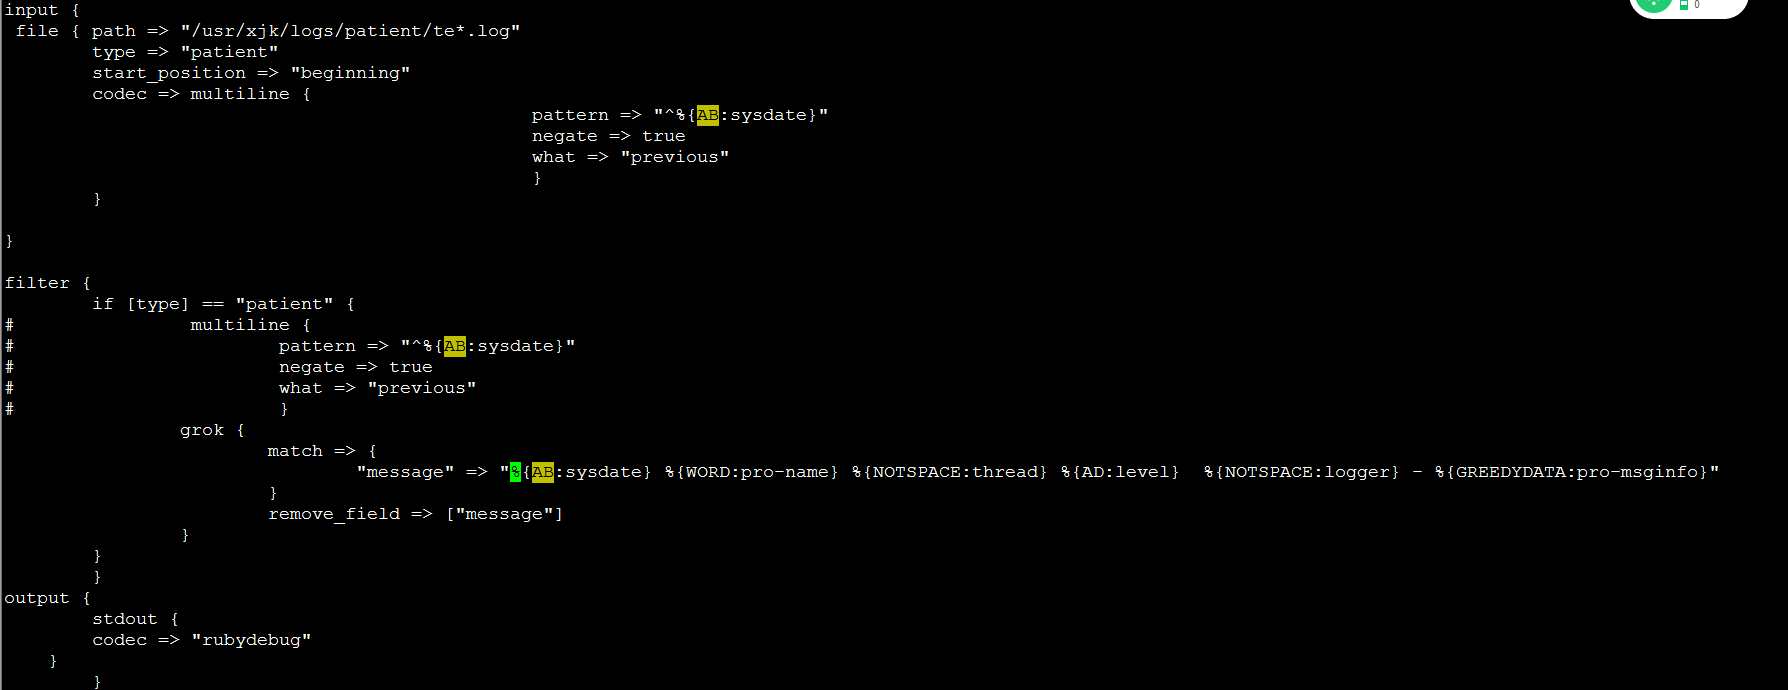 input {
 file { path => "/usr/xjk/logs/patient/te*.log"
        type => "patient"
        start_position => "beginning"
        codec => multiline {
                                                pattern => "^%{AB:sysdate}"
                                                negate => true
                                                what => "previous"
                                                }
        }
}
filter {
        if [type] == "patient" {
#                multiline {
#                        pattern => "^%{AB:sysdate}"
#                        negate => true
#                        what => "previous"
#                        }
                grok {
                        match => {
                                "message" => "%{AB:sysdate} %{WORD:pro-name} %{NOTSPACE:thread} %{AD:level}  %{NOTSPACE:logger} - %{GREEDYDATA:pro-msginfo}"
                        }
                        remove_field => ["message"]
                }
        }
        }
output {
        stdout {
        codec => "rubydebug"
    }
        }
0